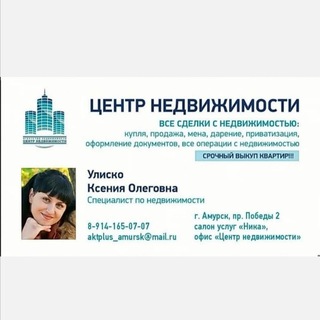 ЦЕНТР НЕДВИЖИМОСТИ
ЦЕНТР НЕДВИЖИМОСТИ
ВСЕ СДЕЛКИ С НЕДВИЖИМОСТЬЮ:
купля, продажа, мена, дарение, приватизация,
оформление документов, все операции с недвижимостью
СРОЧНЫЙ ВЫКУП КВАРТИР!!!
Улиско
Ксения Олеговна
Специалист по недвижимости
8-914-165-07-07
aktplus_amursk@mail.ru
г. Амурск, пр. Победы 2
салон услуг «Ника»,
офис «Центр недвижимости»